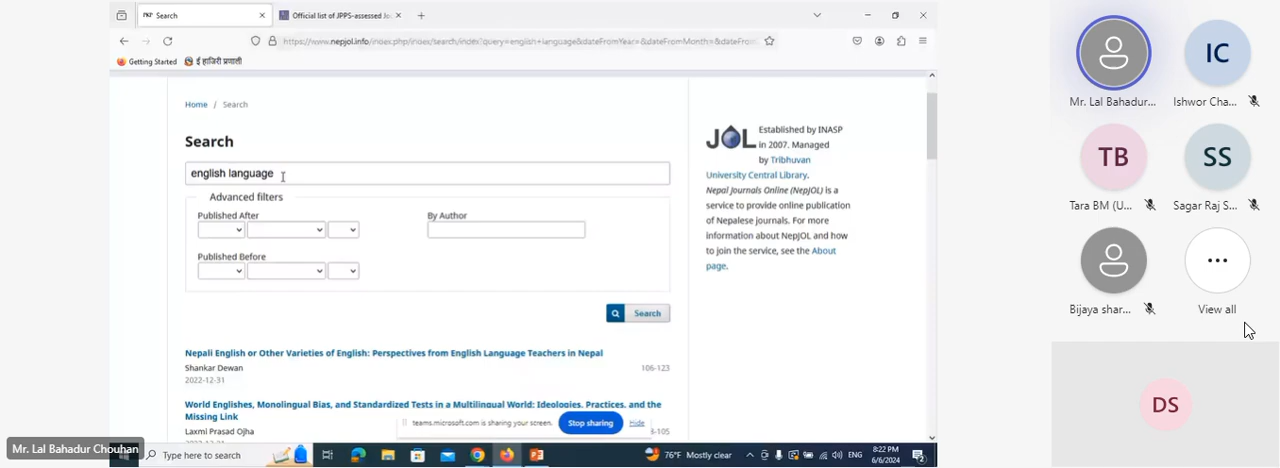 Search
Official list of JPPS-assessed Jo
https://www.nepjol.info/index.php/index/search/index?query=english+language&dateFromYear=&dateFromMonth=&dateFrom
Getting Started
ई हाजिरी प्रणाली
Home / Search
Search
english language
Advanced filters
Published After
By Author
Published Before
Search
Nepali English or Other Varieties of English: Perspectives from English Language Teachers in Nepal
Shankar Dewan
106-123
2022-12-31
World Englishes, Monolingual Bias, and Standardized Tests in a Multilingual World: Ideologies, Practices, and the
Missing Link
Laxmi Prasad Ojha
-105
JOL
Established by INASP
in 2007. Managed
by Tribhuvan
University Central Library.
Nepal Journals Online (NepJOL) is a
service to provide online publication
of Nepalese journals. For more
information about NepJOL and how
to join the service, see the About
page.
teams.microsoft.com is sharing your screen.
Stop sharing
Hide
Type here to search
76°F Mostly clear
ENG
8:22 PM
6/6/2024
2
Mr. Lal Bahadur Chouhan
Mr. Lal Bahadur...
IC
Ishwor Cha...
TB
Tara BM (U...
SS
Sagar Raj S...
Bijaya shar...
View all
DS